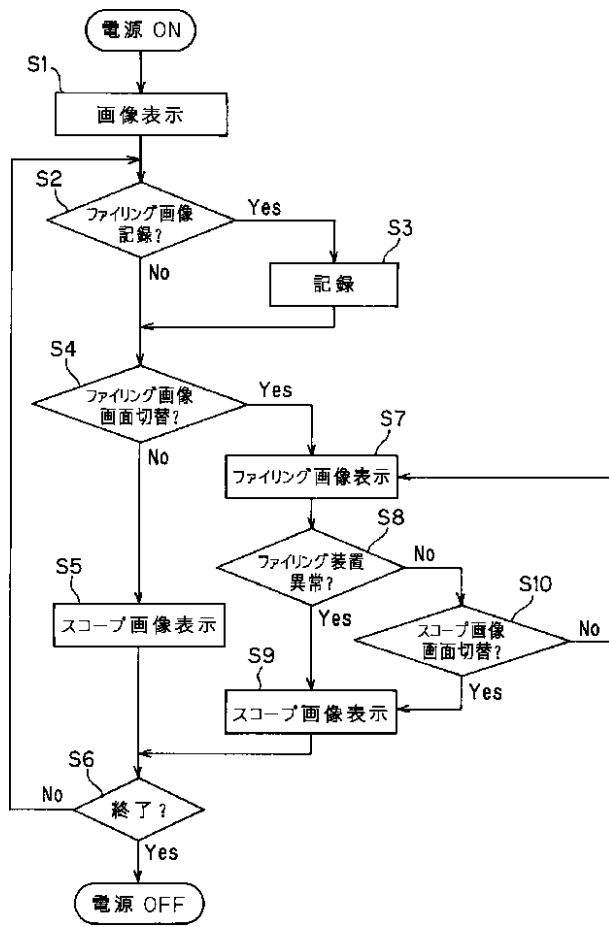 電源 ON
S1
画像表示
S2
ファイリング画像
記録?
Yes
No
S3
記録
S4
ファイリング画像
画面切替?
Yes
No
S7
ファイリング画像表示
S8
ファイリング装置
異常?
No
Yes
S5
スコープ画像表示
S10
スコープ画像
画面切替?
No
Yes
S9
スコープ画像表示
S6
終了?
No
Yes
電源 OFF